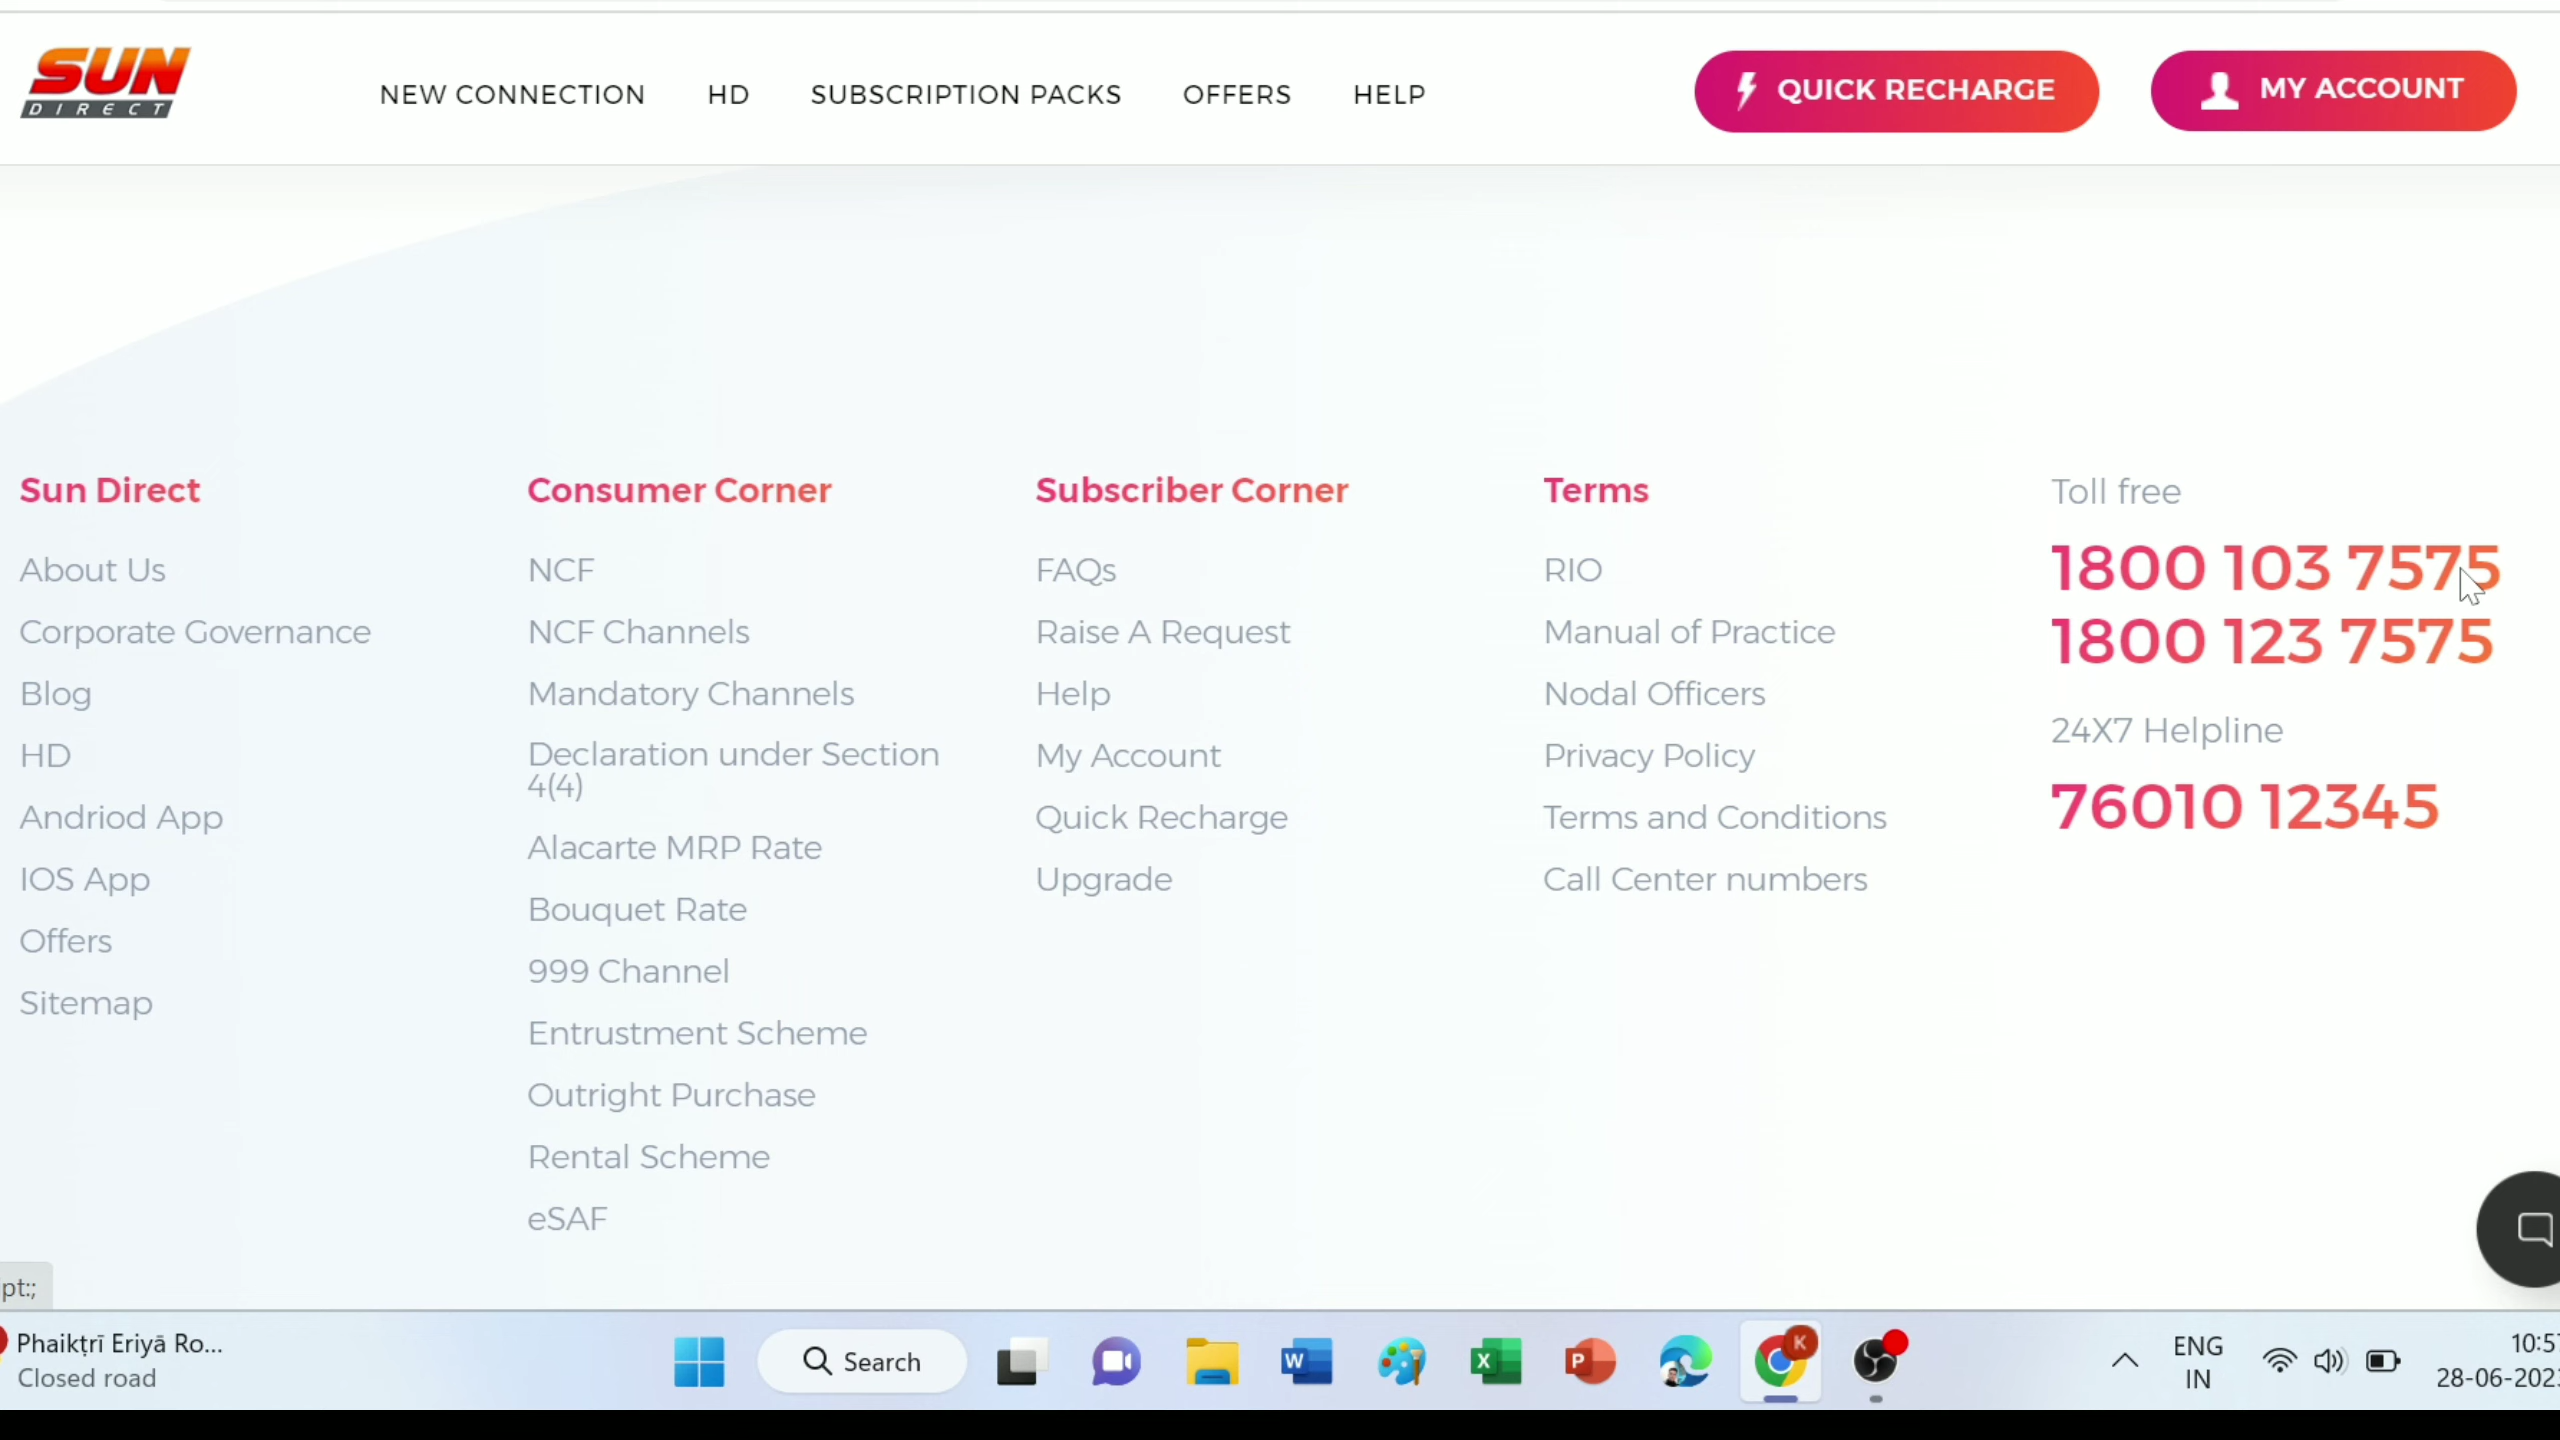 SUN
DIRECT
NEW CONNECTION
HD
SUBSCRIPTION PACKS
OFFERS
HELP
QUICK RECHARGE
MY ACCOUNT
Sun Direct
About Us
Corporate Governance
Blog
HD
Andriod App
IOS App
Offers
Sitemap
Consumer Corner
NCF
NCF Channels
Mandatory Channels
Declaration under Section
4(4)
Alacarte MRP Rate
Bouquet Rate
999 Channel
Entrustment Scheme
Outright Purchase
Rental Scheme
eSAF
Subscriber Corner
FAQs
Raise A Request
Help
My Account
Quick Recharge
Upgrade
Terms
RIO
Manual of Practice
Nodal Officers
Privacy Policy
Terms and Conditions
Call Center numbers
Toll free
1800 103 7575
1800 123 7575
24X7 Helpline
76010 12345
pt:;
Phaikṭrī Eriyā Ro...
Closed road
Search
W
X
P
K
ENG
IN
10:5
28-06-202